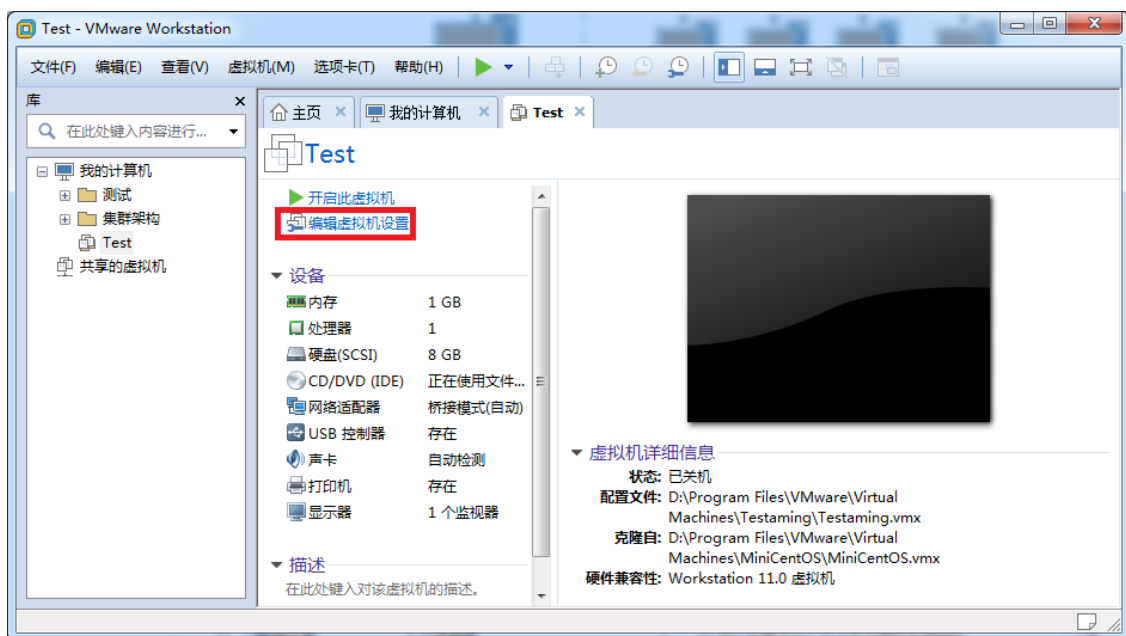 Test - VMware Workstation
文件(F) 编辑(E) 查看(V) 虚拟机(M) 选项卡(T) 帮助(H)
库
在此处键入内容进行...
我的计算机
测试
集群架构
Test
共享的虚拟机
主页 我的计算机 Test
Test
开启此虚拟机
编辑虚拟机设置
设备
内存 1 GB
处理器 1
硬盘(SCSI) 8 GB
CD/DVD (IDE) 正在使用文件...
网络适配器 桥接模式(自动)
USB 控制器 存在
声卡 自动检测
打印机 存在
显示器 1 个监视器
描述
在此处键入对该虚拟机的描述。
虚拟机详细信息
状态: 已关机
配置文件: D:\Program Files\VMware\Virtual
Machines\Testaming\Testaming.vmx
克隆自: D:\Program Files\VMware\Virtual
Machines\MiniCentOS\MiniCentOS.vmx
硬件兼容性: Workstation 11.0 虚拟机